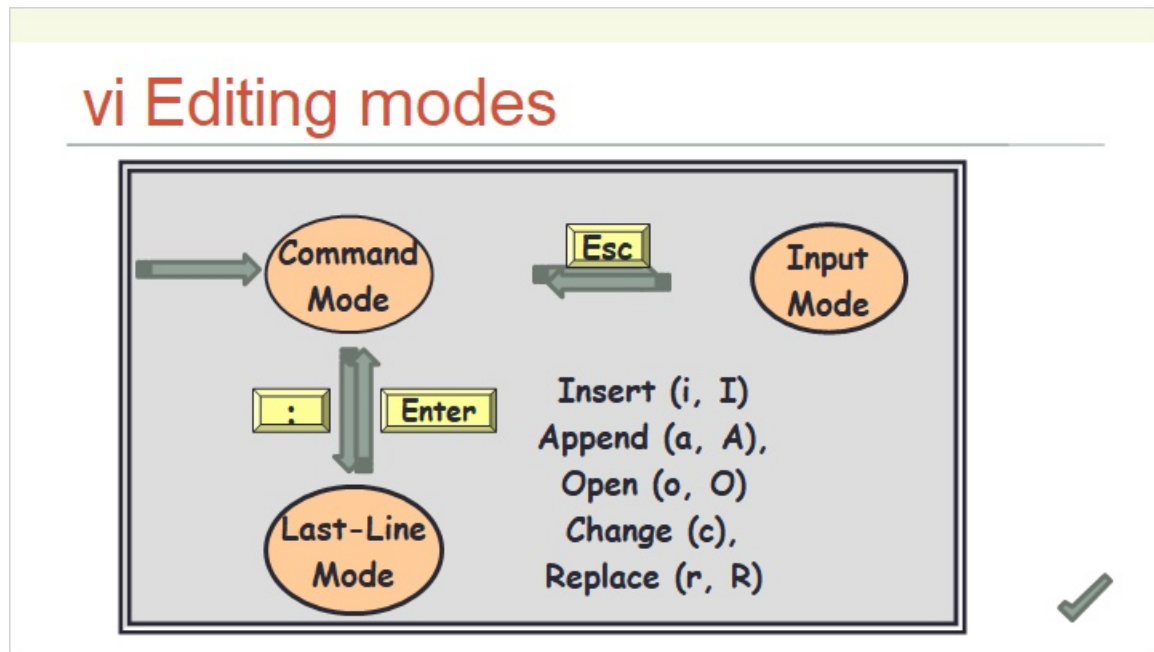 vi Editing modes
Command
Mode
Esc
Input
Mode
:
Enter
Insert (i, I)
Append (a, A),
Open (o, O)
Change (c),
Replace (r, R)
Last-Line
Mode